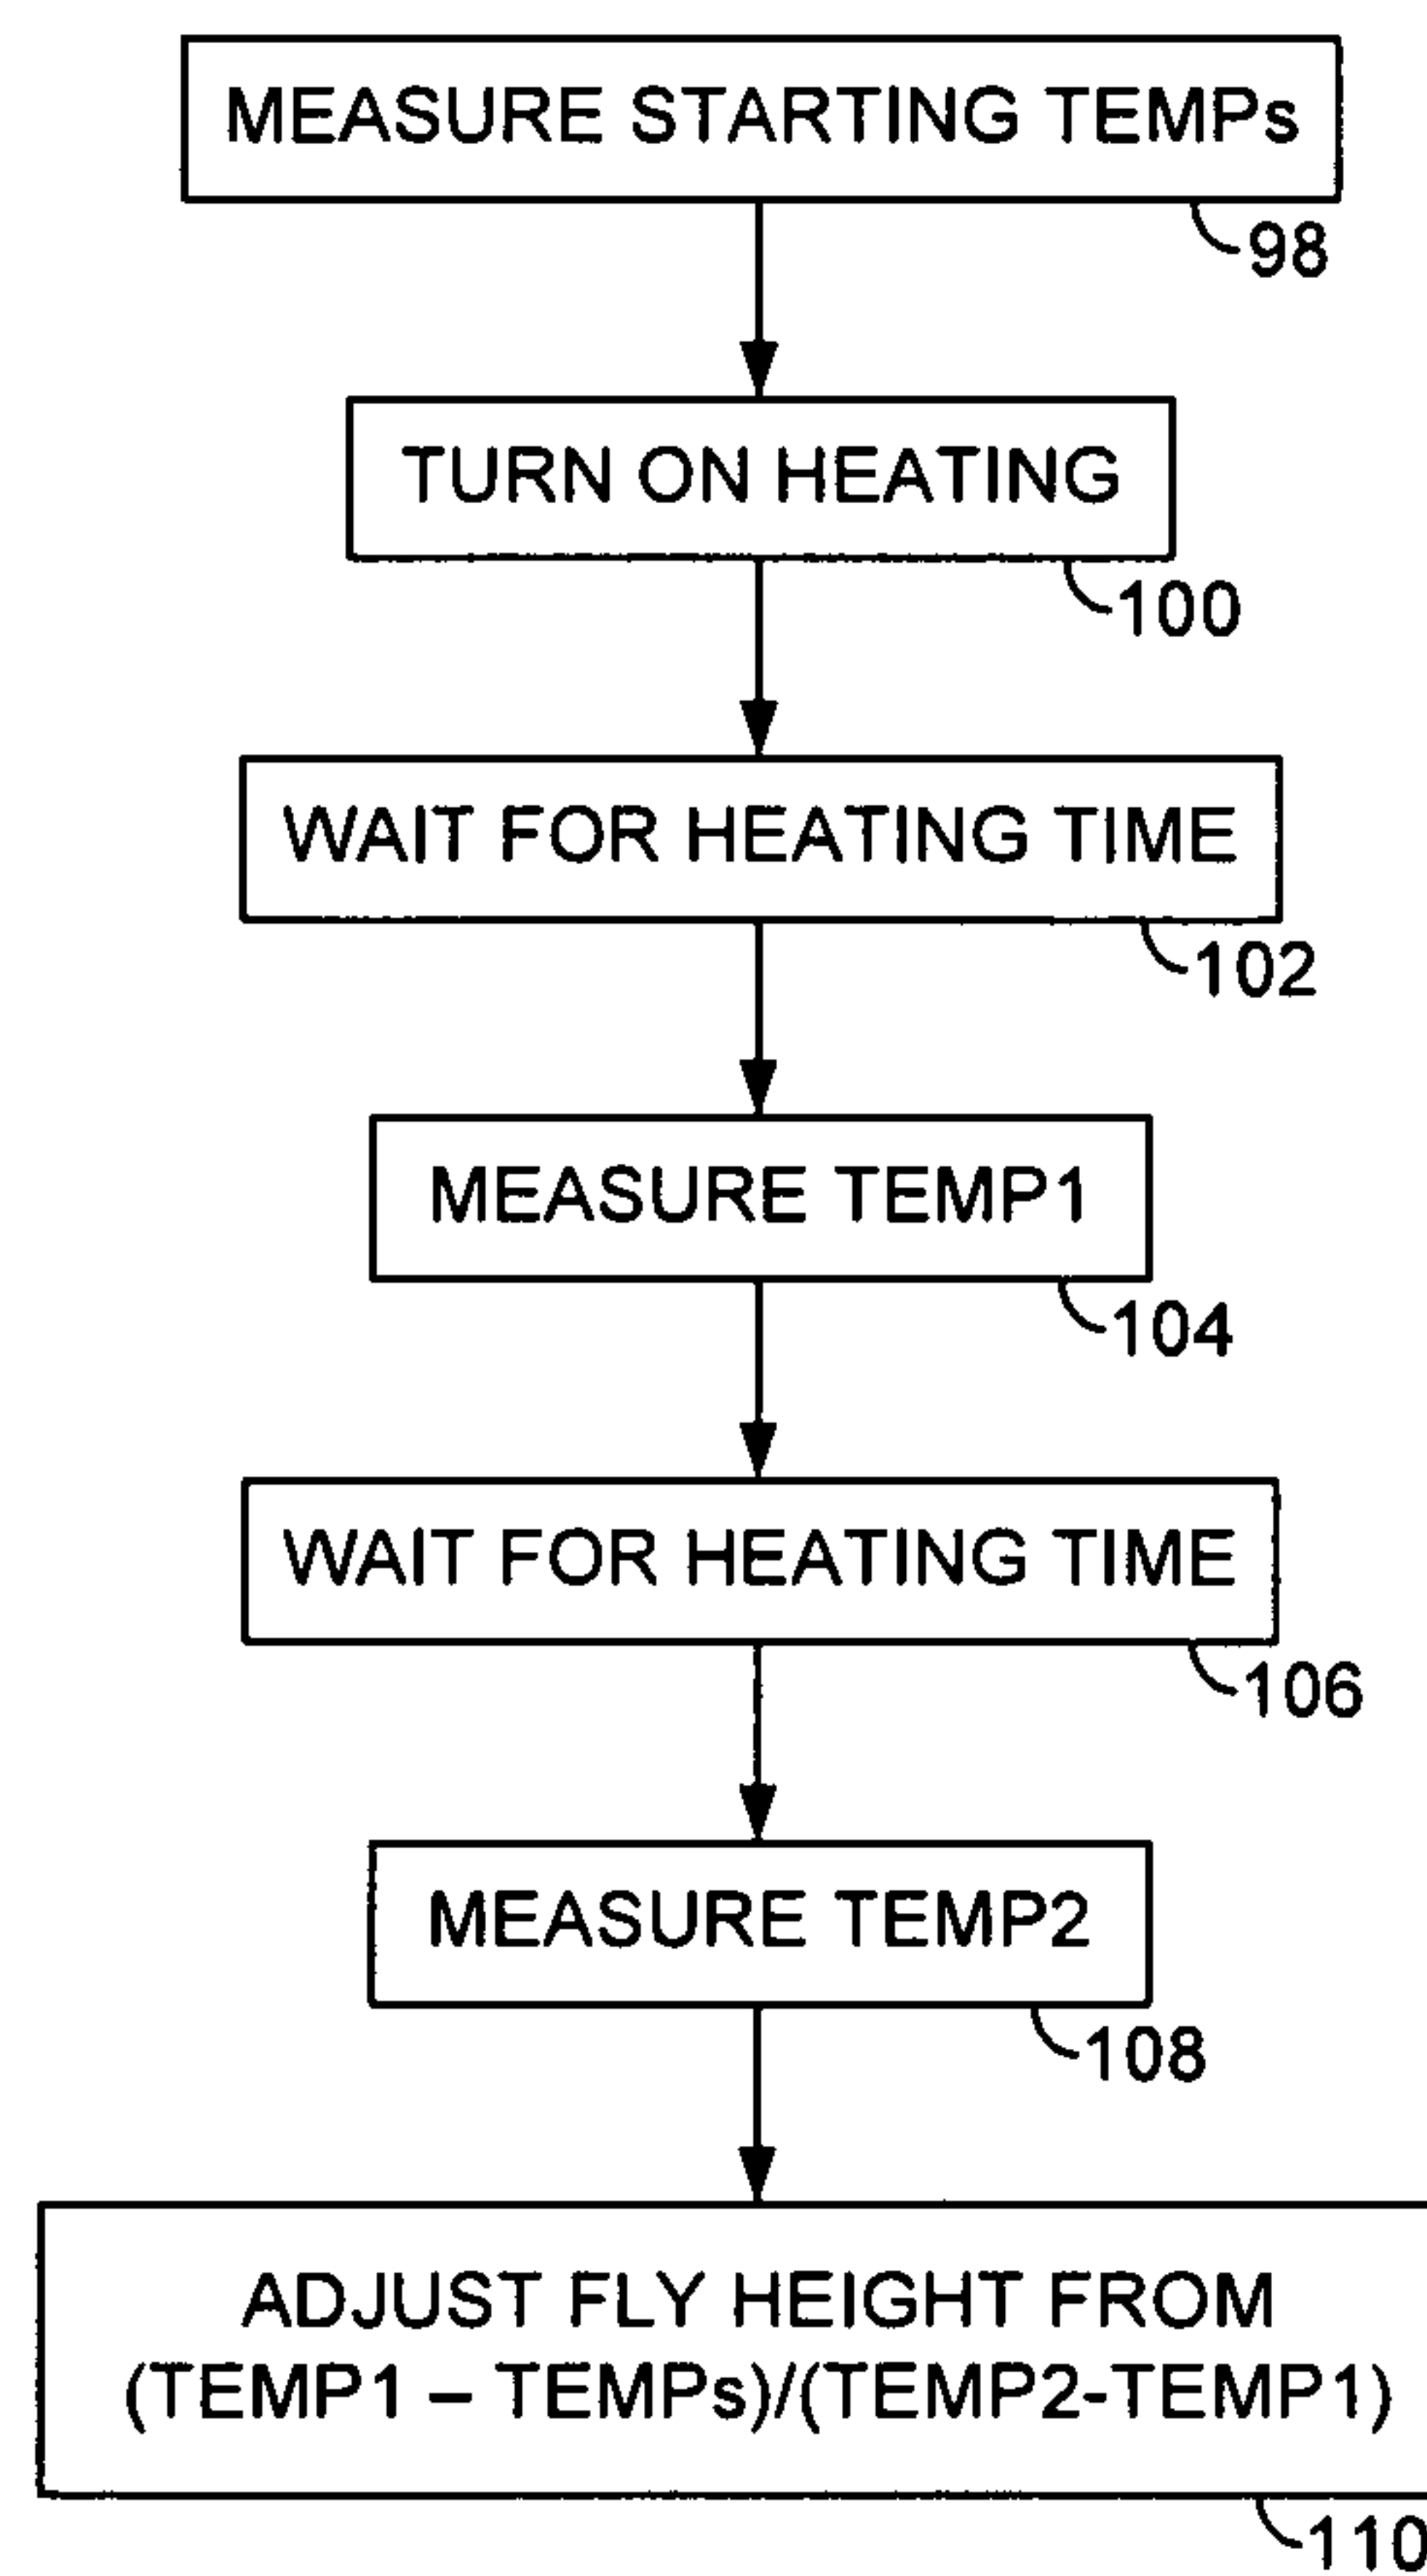 MEASURE STARTING TEMPs
98
TURN ON HEATING
100
WAIT FOR HEATING TIME
102
MEASURE TEMP1
104
WAIT FOR HEATING TIME
106
MEASURE TEMP2
108
ADJUST FLY HEIGHT FROM
(TEMP1 – TEMPs)/(TEMP2-TEMP1)
110